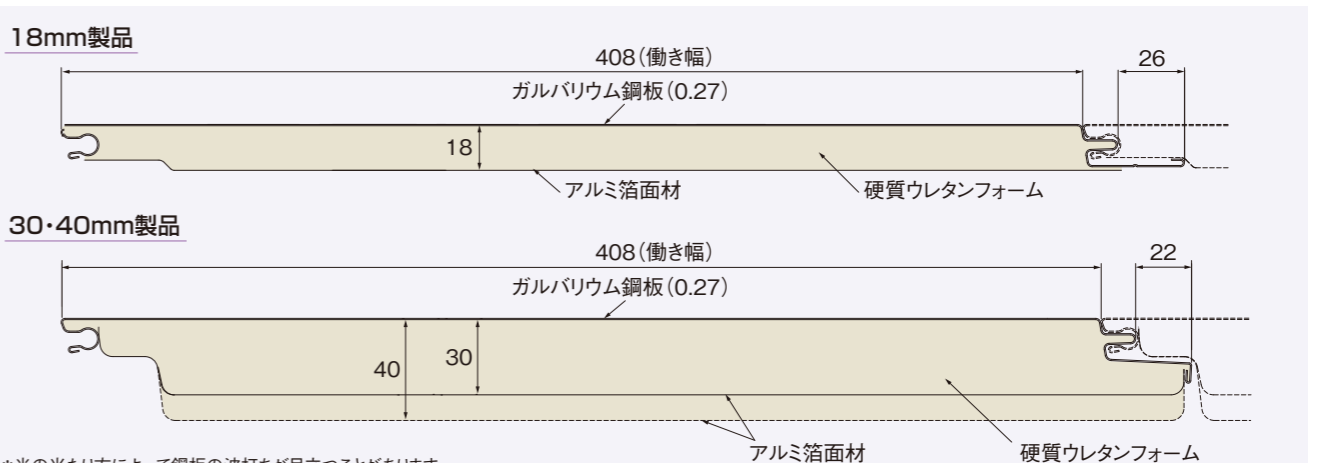 18mm製品
408(働き幅)
26
ガルバリウム鋼板(0.27)
18
アルミ箔面材
硬質ウレタンフォーム
30・40mm製品
408(働き幅)
22
ガルバリウム鋼板(0.27)
40
30
アルミ箔面材
硬質ウレタンフォーム